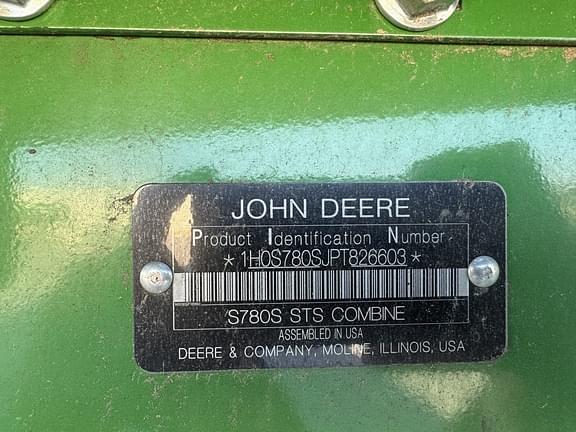 JOHN DEERE
Product Identification Number
*1H0S780SJPT826603*
S780S STS COMBINE
ASSEMBLED IN USA
DEERE & COMPANY, MOLINE, ILLINOIS, USA